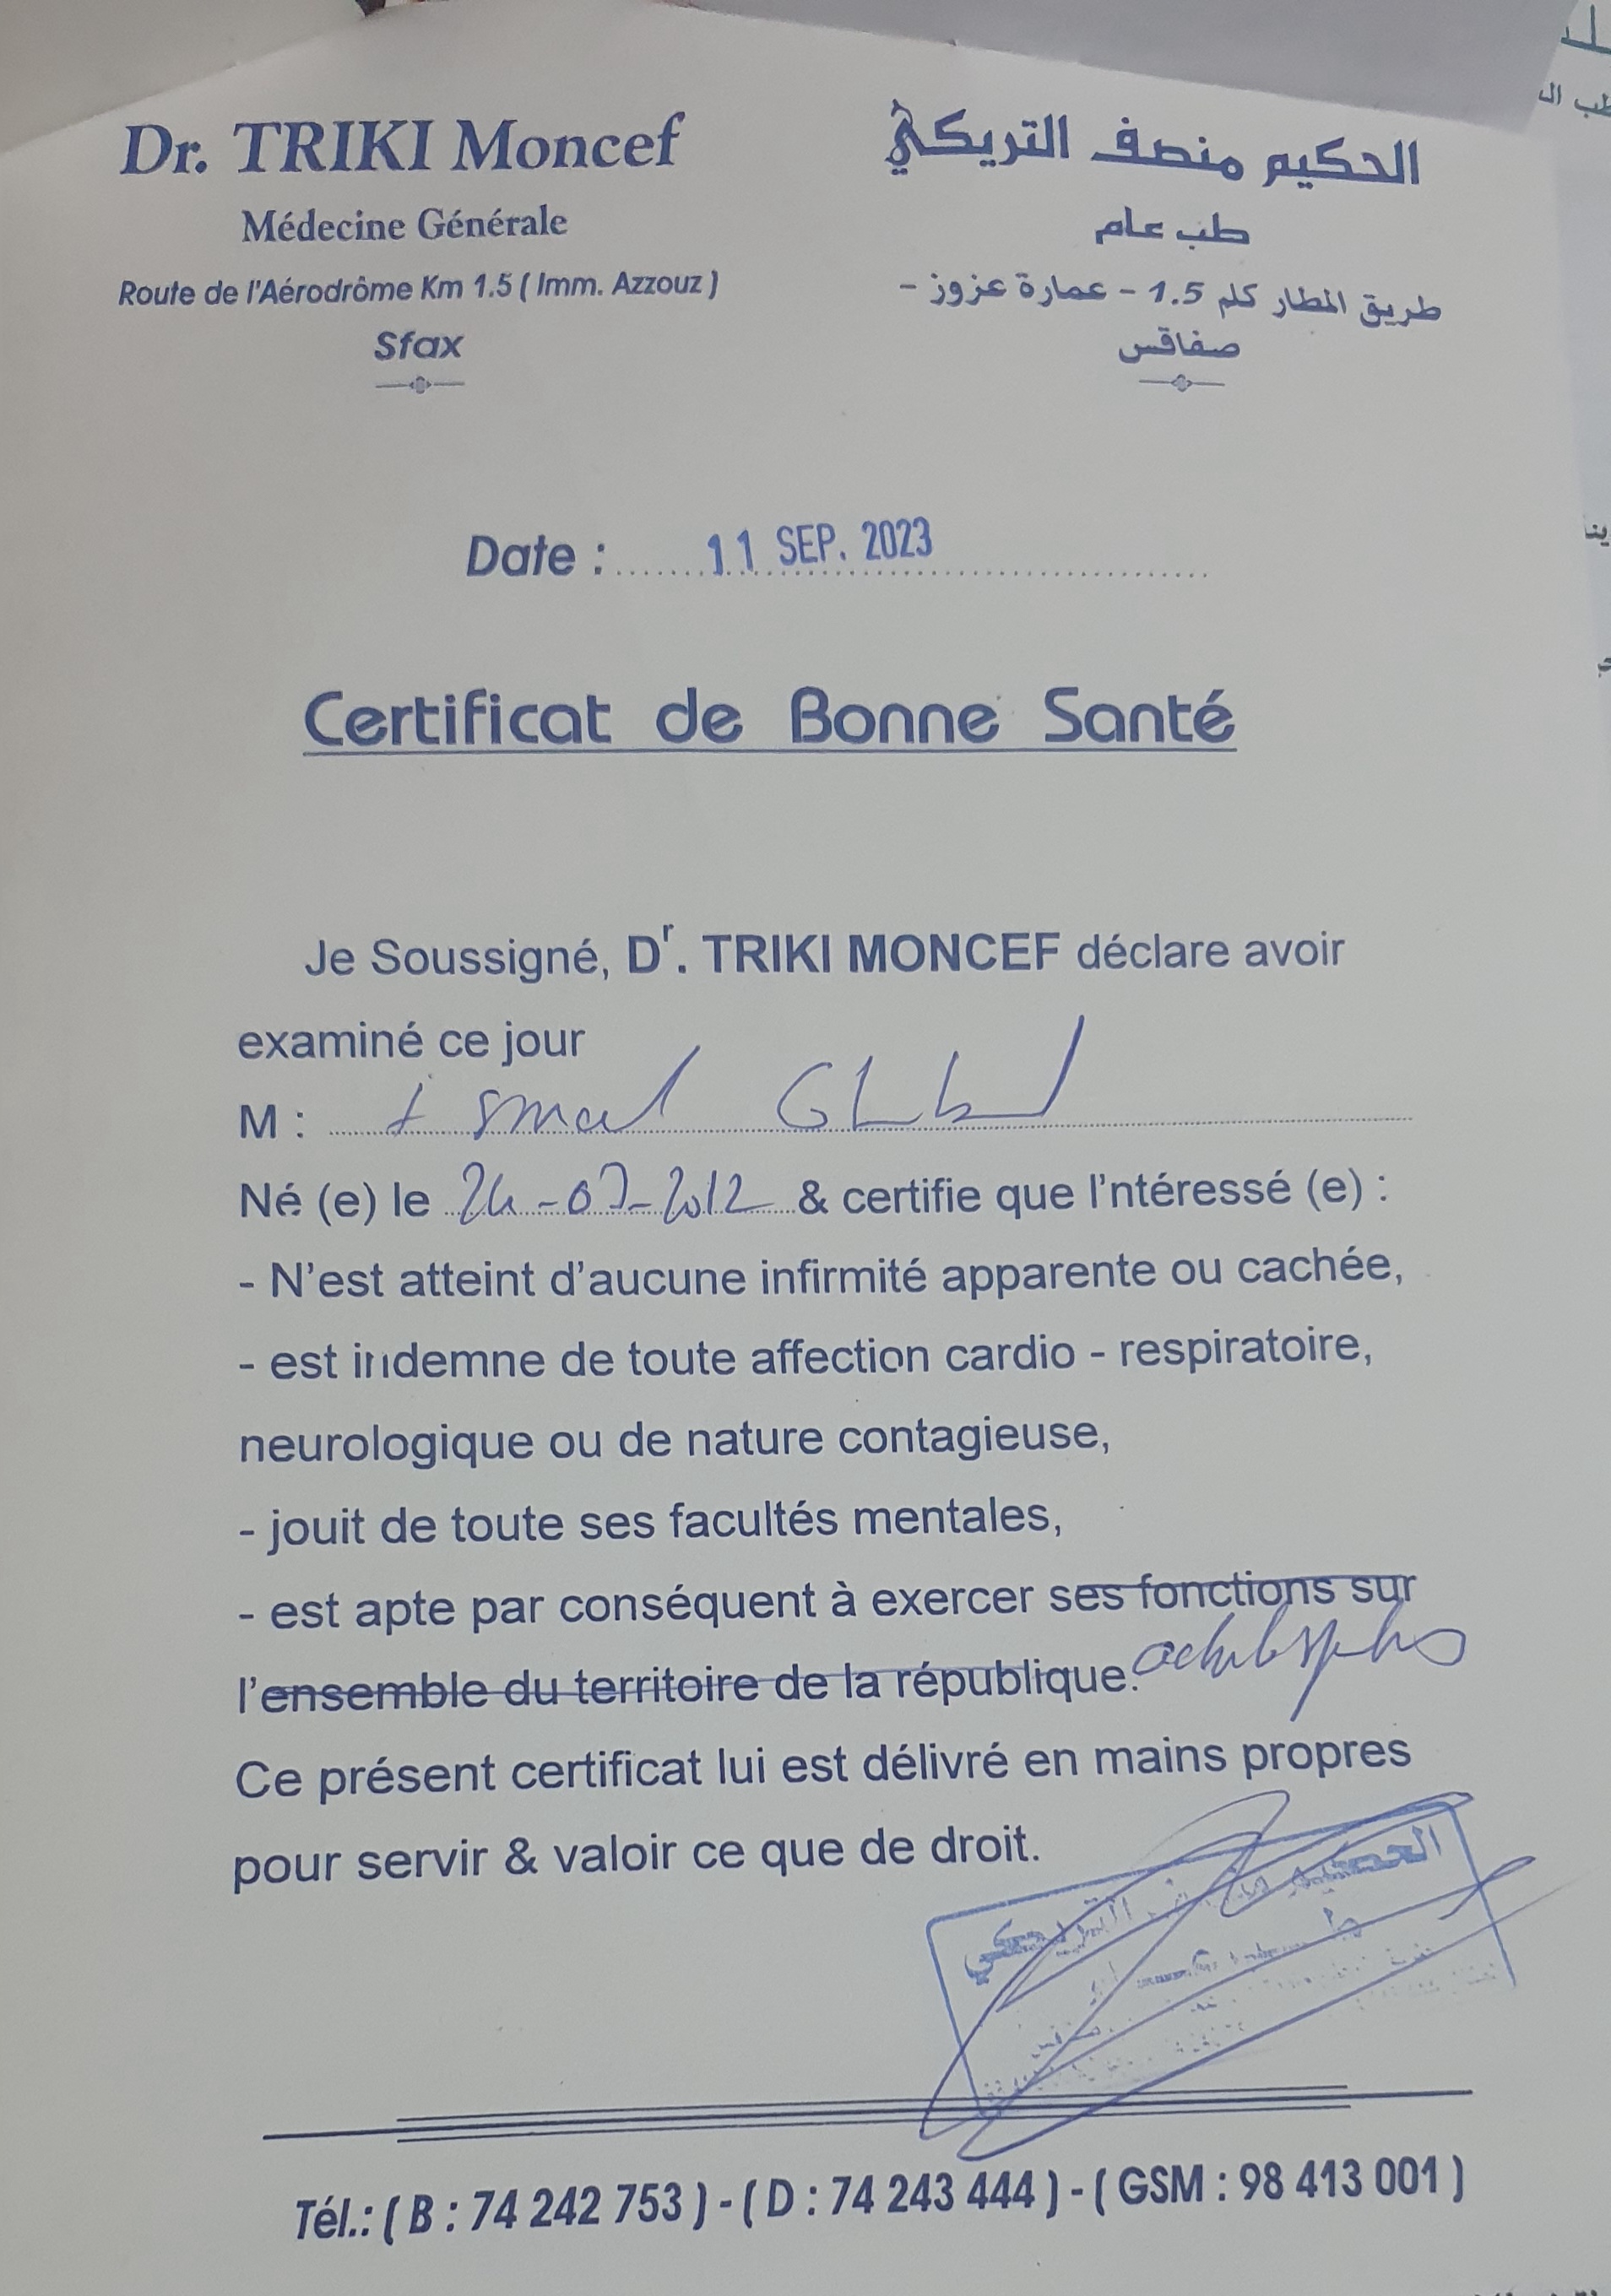 Dr. TRIKI Moncef
Médecine Générale
Route de l'Aérodrôme Km 1.5 ( Imm. Azzouz )
Sfax
الحكيم منصف التريكي
طب عام
طريق المطار كلم 1.5 - عمارة عزوز -
صفاقس
Date : 11 SEP. 2023
Certificat de Bonne Santé
Je Soussigné, Dr. TRIKI MONCEF déclare avoir
examiné ce jour
M :
Né (e) le 24-07-2012 & certifie que l'ntéressé (e) :
- N'est atteint d'aucune infirmité apparente ou cachée,
- est indemne de toute affection cardio - respiratoire,
neurologique ou de nature contagieuse,
- jouit de toute ses facultés mentales,
- est apte par conséquent à exercer ses fonctions sur
l'ensemble du territoire de la république.
Ce présent certificat lui est délivré en mains propres
pour servir & valoir ce que de droit.
الحكيم منصف التريكي
Tél.: ( B : 74 242 753 ) - ( D : 74 243 444 ) - ( GSM : 98 413 001 )